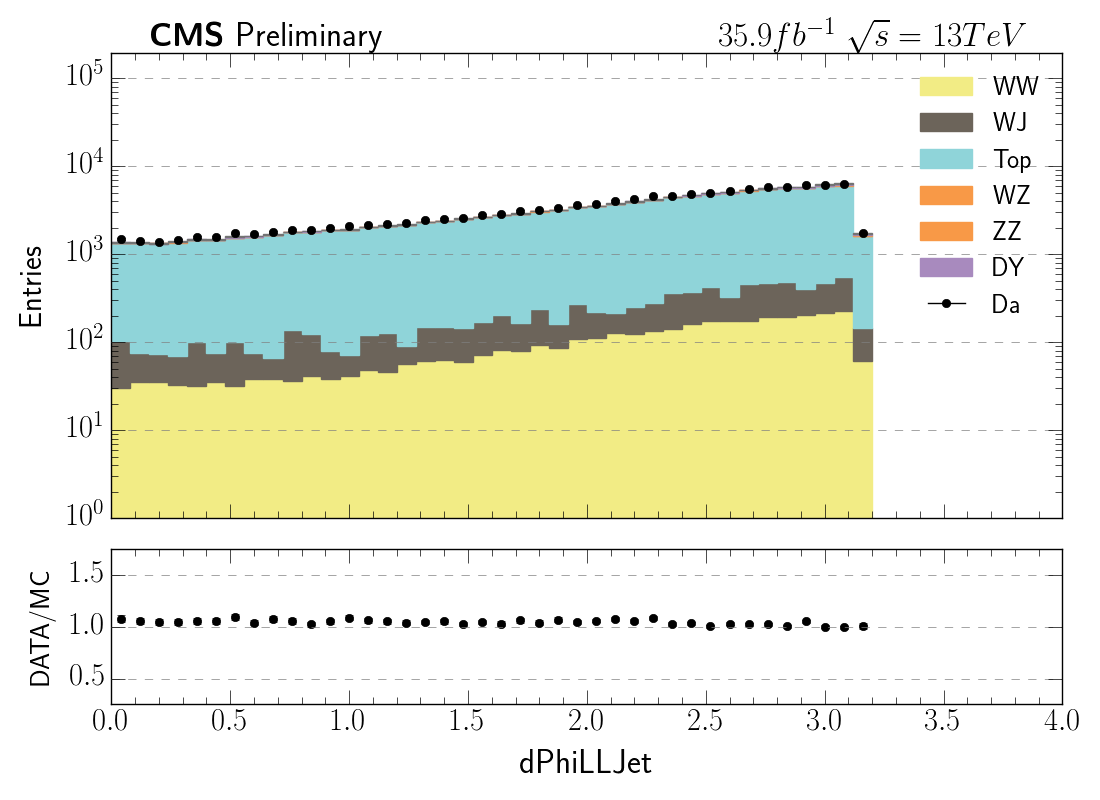 CMS Preliminary 35.9fb⁻¹ √s = 13TeV
10⁵
10⁴
10³
10²
10¹
10⁰
Entries
WW
WJ
Top
WZ
ZZ
DY
Da
1.5
1.0
0.5
DATA/MC
0.0 0.5 1.0 1.5 2.0 2.5 3.0 3.5 4.0
dPhiLLJet